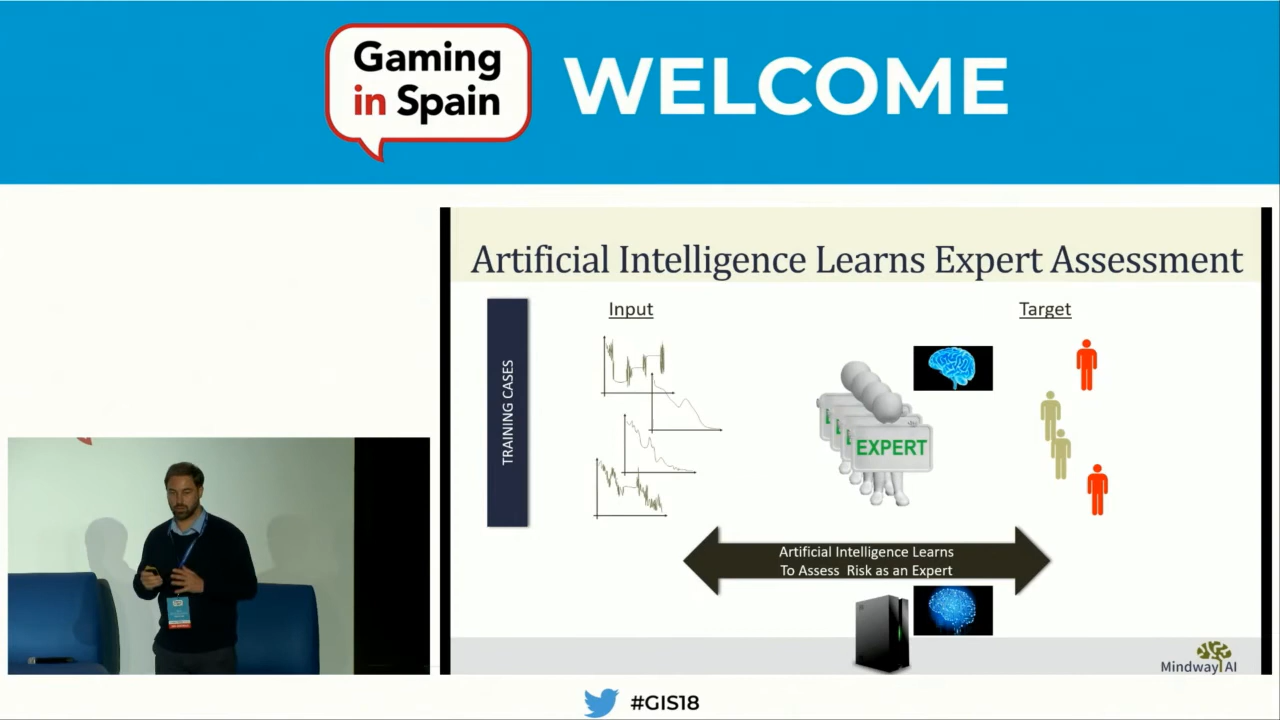 Gaming
in Spain
WELCOME
Artificial Intelligence Learns Expert Assessment
Input
Target
TRAINING CASES
EXPERT
Artificial Intelligence Learns
To Assess Risk as an Expert
Mindway AI
#GIS18